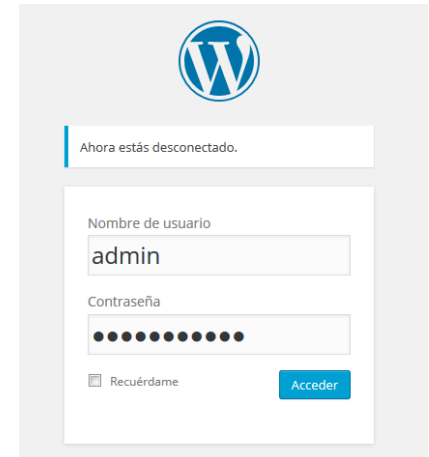 Ahora estás desconectado.
Nombre de usuario
admin
Contraseña
●●●●●●●●●●●
Recuérdame
Acceder